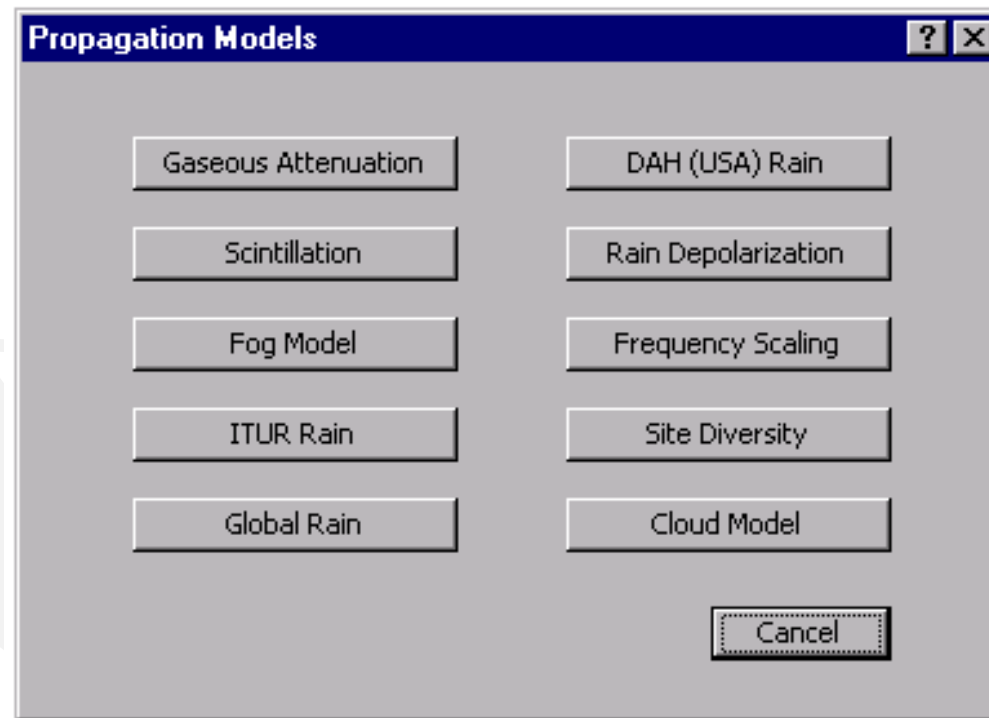 Propagation Models
Gaseous Attenuation
DAH (USA) Rain
Scintillation
Rain Depolarization
Fog Model
Frequency Scaling
ITUR Rain
Site Diversity
Global Rain
Cloud Model
Cancel